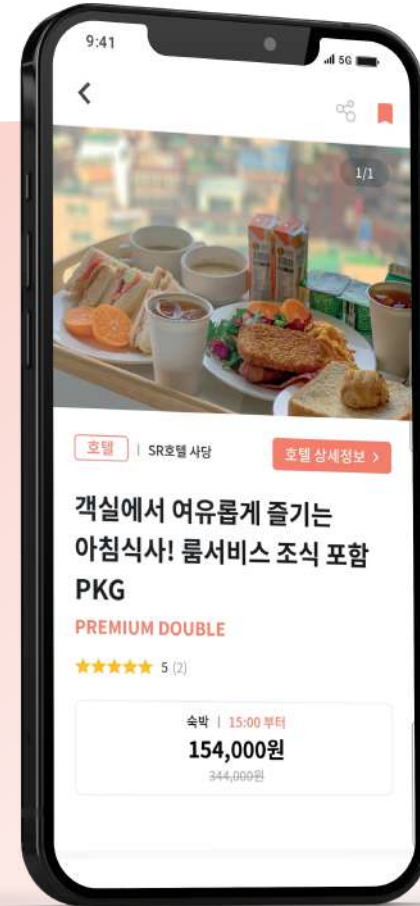 9:41
5G
1/1
호텔 | SR호텔 사당
호텔 상세정보 >
객실에서 여유롭게 즐기는
아침식사! 룸서비스 조식 포함
PKG
PREMIUM DOUBLE
★★★★★ 5 (2)
숙박 | 15:00 부터
154,000원
344,000원